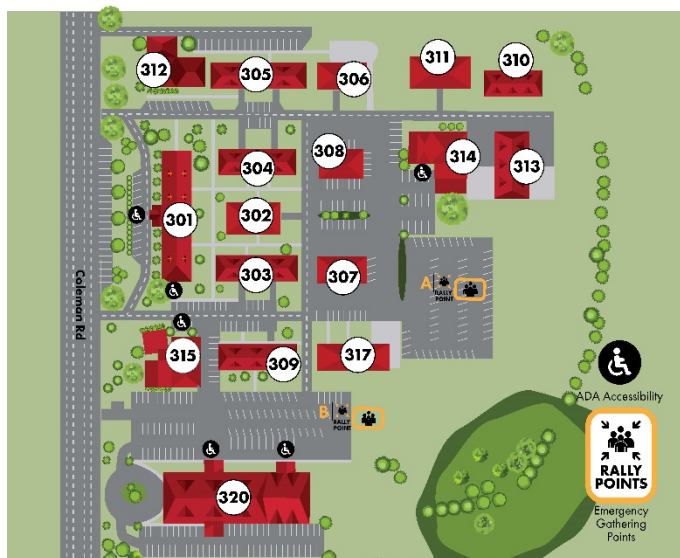 312
305
306
311
310
304
308
314
313
302
301
303
307
A
RALLY
POINT
Coleman Rd
315
309
317
ADA Accessibility
B
RALLY
POINT
RALLY
POINTS
320
Emergency
Gathering
Points